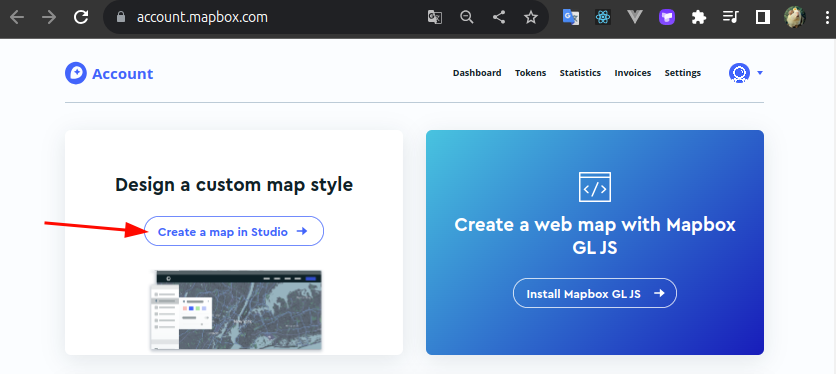 account.mapbox.com
Account
Dashboard Tokens Statistics Invoices Settings
Design a custom map style
Create a map in Studio
Create a web map with Mapbox
GL JS
Install Mapbox GL JS